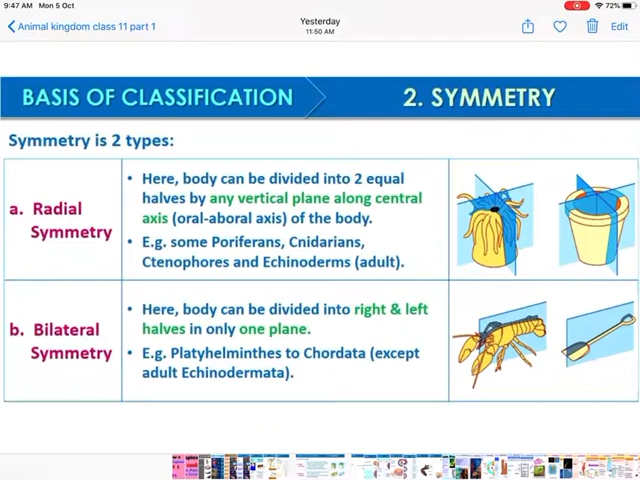 9:47 AM Mon 5 Oct
72%
Animal kingdom class 11 part 1
Yesterday
11:50 AM
Edit
BASIS OF CLASSIFICATION
2. SYMMETRY
Symmetry is 2 types:
a. Radial
Symmetry
• Here, body can be divided into 2 equal
halves by any vertical plane along central
axis (oral-aboral axis) of the body.
• E.g. some Poriferans, Cnidarians,
Ctenophores and Echinoderms (adult).
b. Bilateral
Symmetry
• Here, body can be divided into right & left
halves in only one plane.
• E.g. Platyhelminthes to Chordata (except
adult Echinodermata).